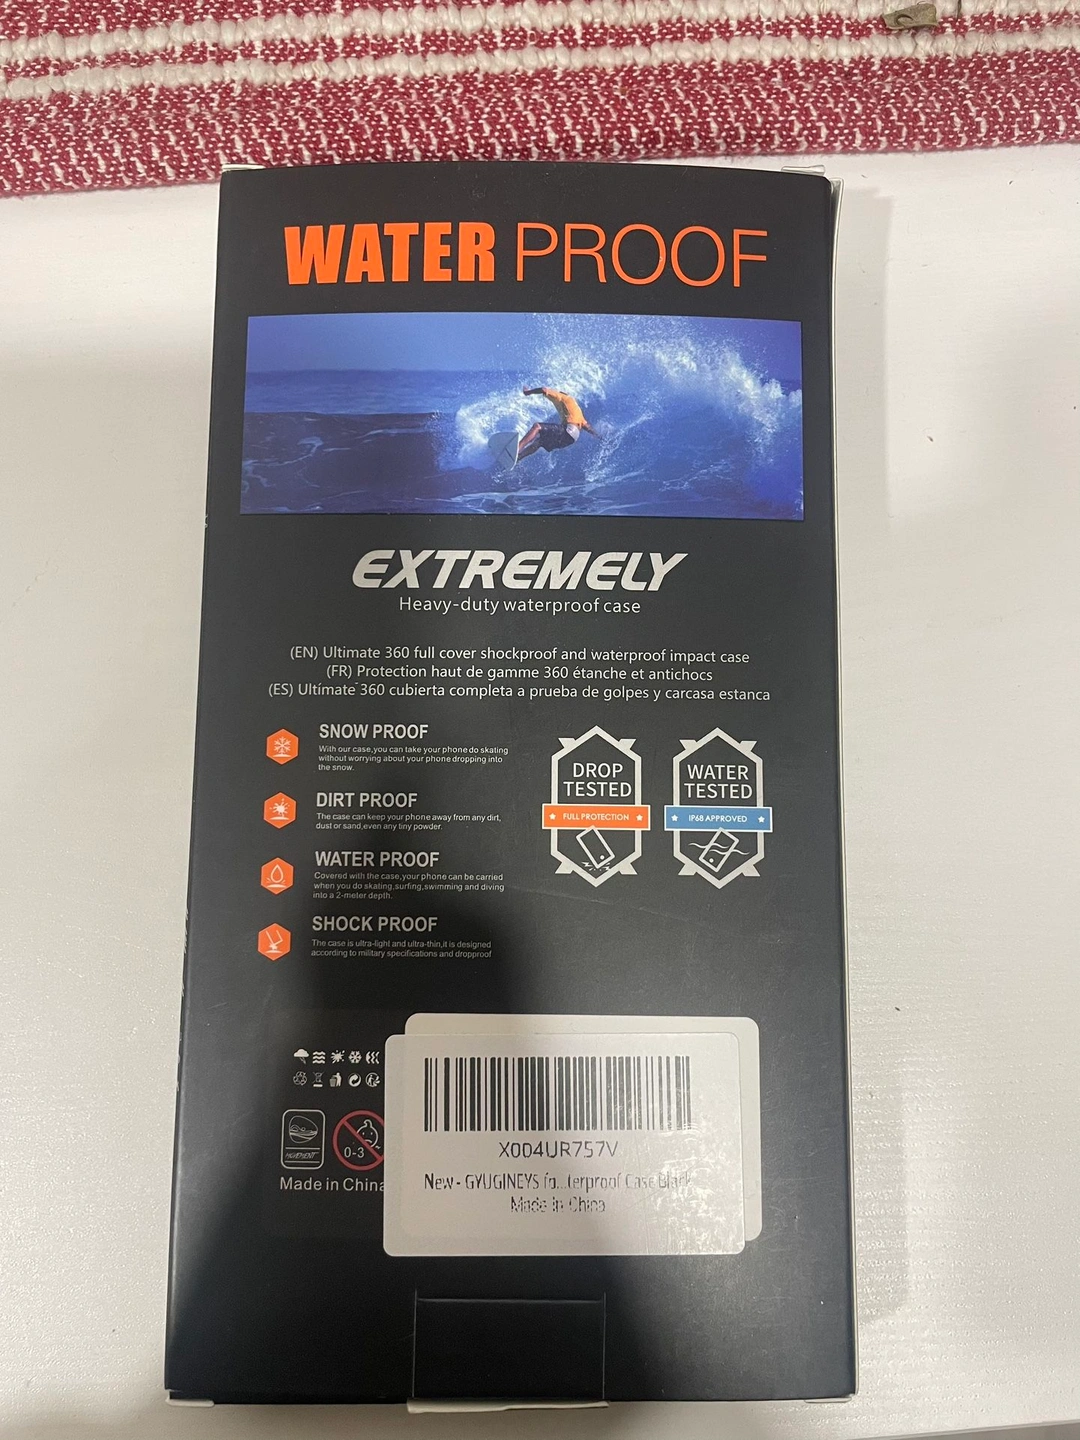 WATER PROOF
EXTREMELY
Heavy-duty waterproof case
(EN) Ultimate 360 full cover shockproof and waterproof impact case
(FR) Protection haut de gamme 360 étanche et antichocs
(ES) Ultímate 360 cubierta completa a prueba de golpes y carcasa estanca
SNOW PROOF
With our case,you can take your phone do skating
without worrying about your phone dropping into
the snow.
DIRT PROOF
The case can keep your phone away from any dirt,
dust or sand,even any tiny powder.
WATER PROOF
Covered with the case,your phone can be carried
when you do skating,surfing,swimming and diving
into a 2-meter depth.
SHOCK PROOF
The case is ultra-light and ultra-thin,it is designed
according to military specifications and dropproof
DROP
TESTED
FULL PROTECTION
WATER
TESTED
IP68 APPROVED
0-3
Made in China
X004UR757V
New - GYUGINEYS fo...terproof Case Black
Made in China